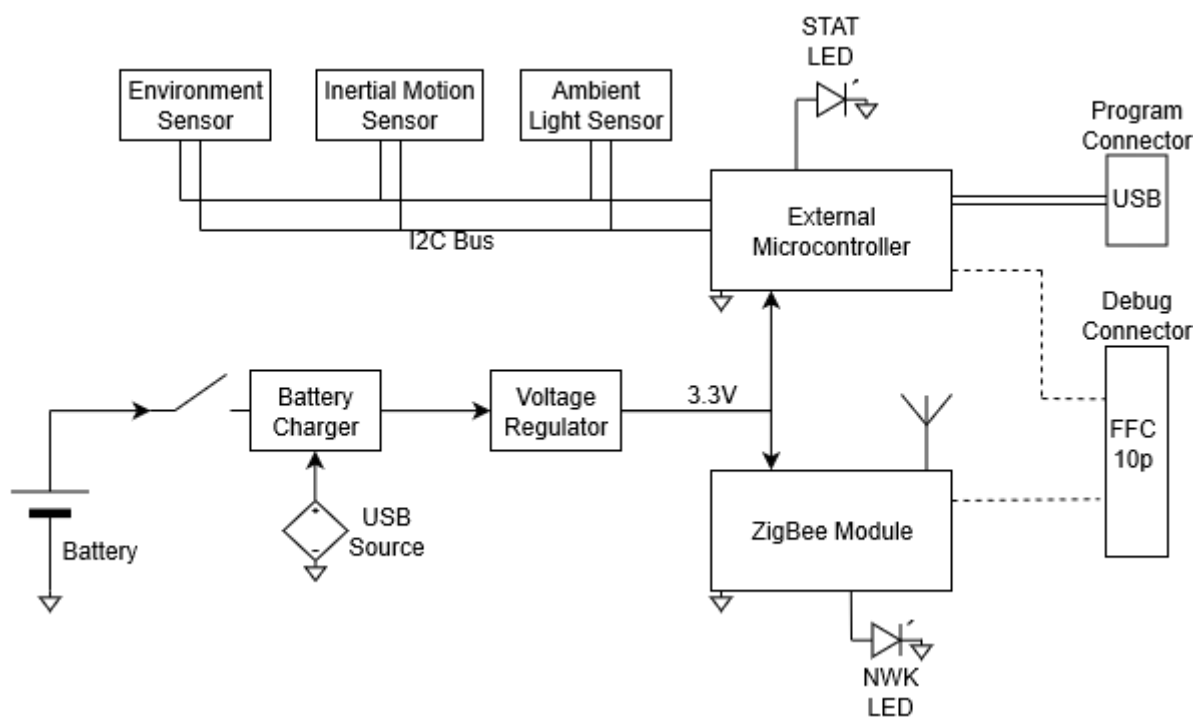 STAT
LED
Environment
Sensor
Inertial Motion
Sensor
Ambient
Light Sensor
Program
Connector
USB
External
Microcontroller
I2C Bus
Debug
Connector
Battery
Charger
Voltage
Regulator
3.3V
FFC
10p
USB
Source
Battery
ZigBee Module
NWK
LED